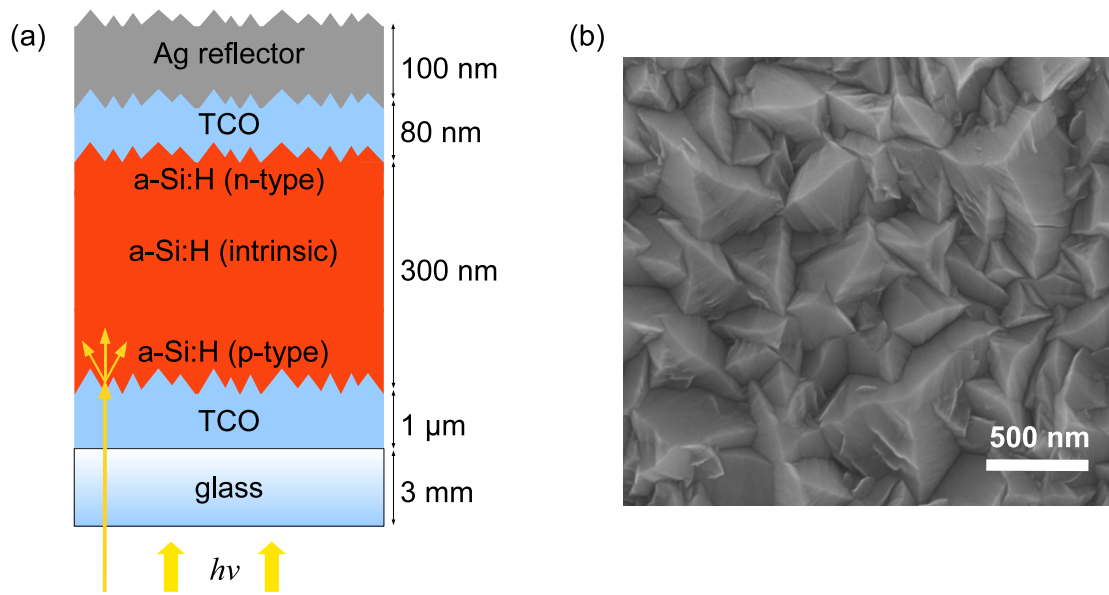 (a)
Ag reflector
100 nm
TCO
80 nm
a-Si:H (n-type)
a-Si:H (intrinsic)
300 nm
a-Si:H (p-type)
TCO
1 µm
glass
3 mm
hν
(b)
500 nm